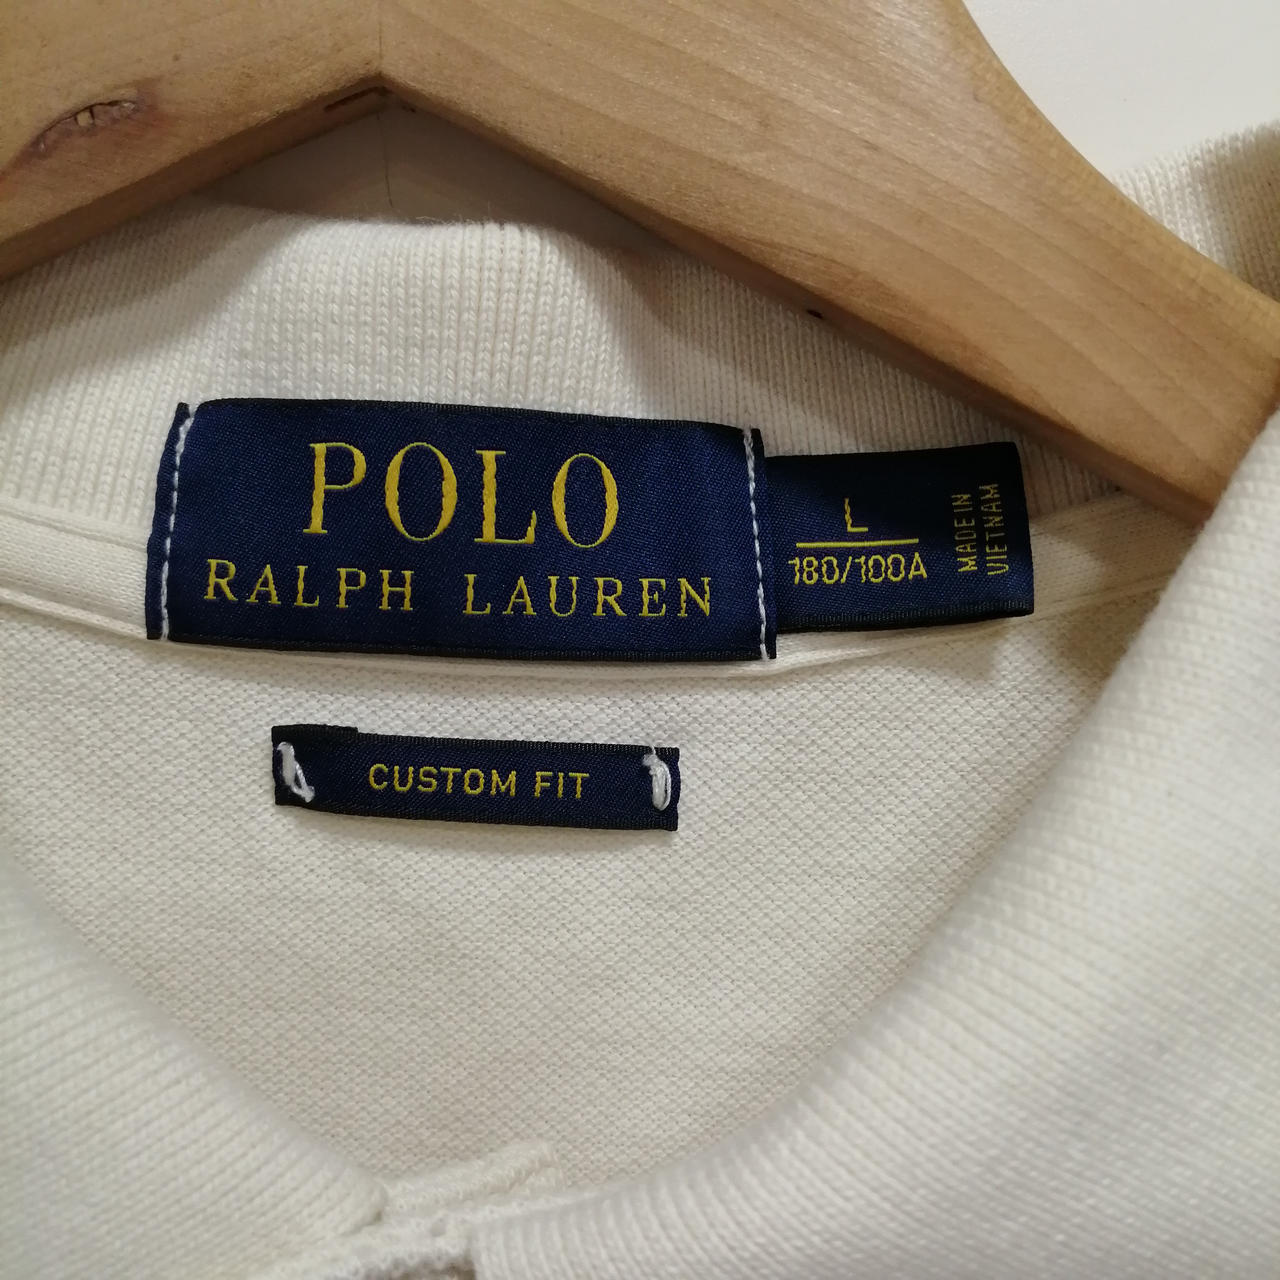 POLO
RALPH LAUREN
L
180/100A
MADE IN
VIETNAM
CUSTOM FIT